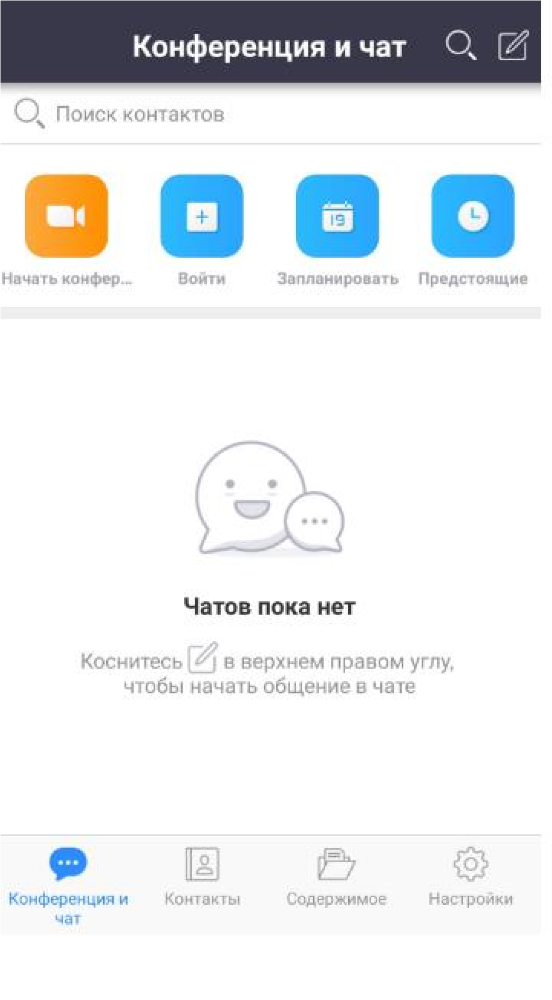 Конференция и чат
Поиск контактов
Начать конфер...
Войти
19
Запланировать
Предстоящие
Чатов пока нет
Коснитесь в верхнем правом углу,
чтобы начать общение в чате
Конференция и
чат
Контакты
Содержимое
Настройки